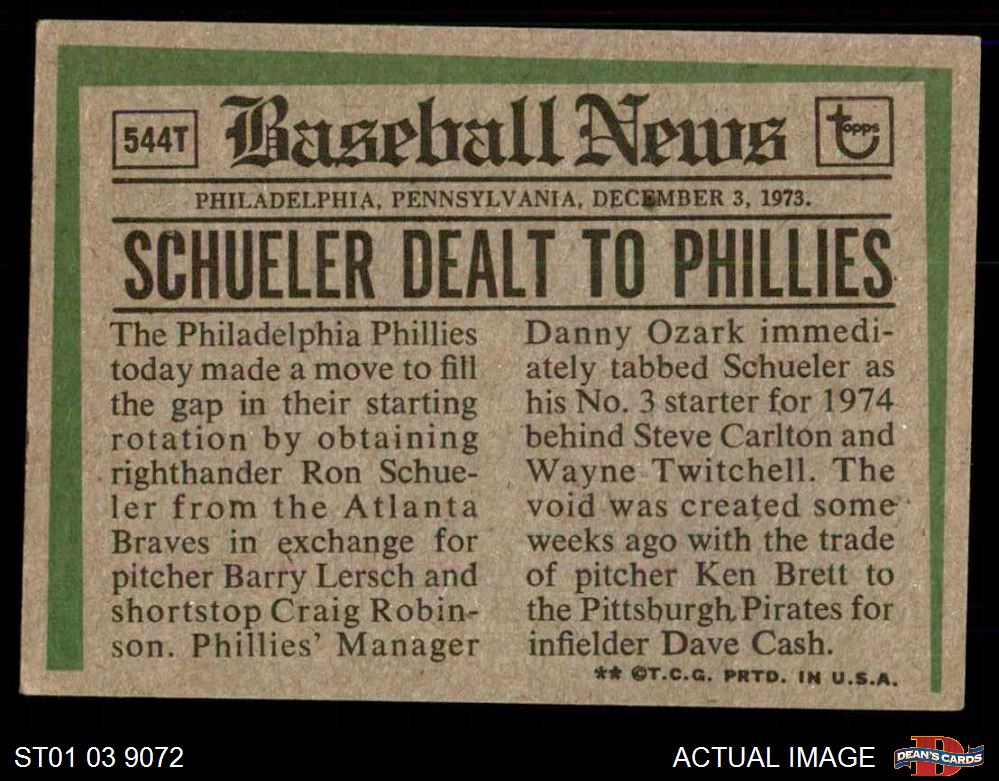 544T
Baseball News
topps
PHILADELPHIA, PENNSYLVANIA, DECEMBER 3, 1973.
SCHUELER DEALT TO PHILLIES
The Philadelphia Phillies
today made a move to fill
the gap in their starting
rotation by obtaining
righthander Ron Schue-
ler from the Atlanta
Braves in exchange for
pitcher Barry Lersch and
shortstop Craig Robin-
son. Phillies' Manager
Danny Ozark immedi-
ately tabbed Schueler as
his No. 3 starter for 1974
behind Steve Carlton and
Wayne Twitchell. The
void was created some
weeks ago with the trade
of pitcher Ken Brett to
the Pittsburgh Pirates for
infielder Dave Cash.
** ©T.C.G. PRTD. IN U.S.A.
ST01 03 9072
ACTUAL IMAGE
D
DEAN'S CARDS